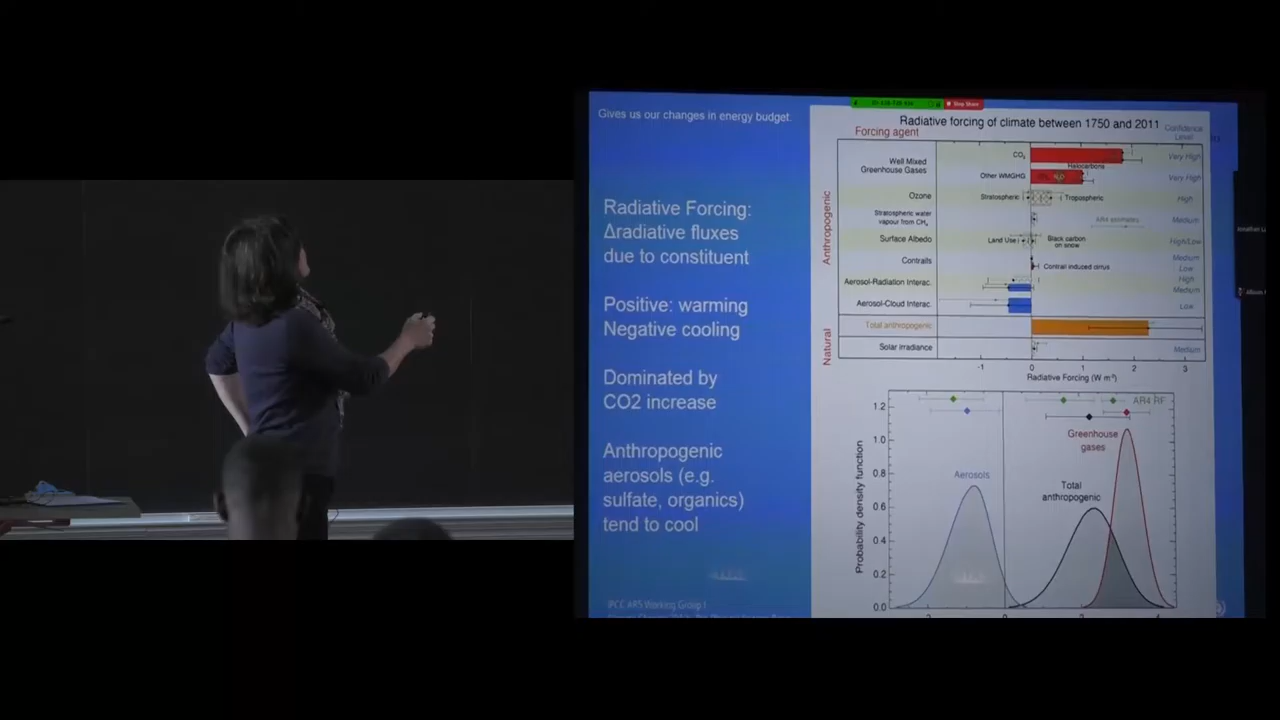 Gives us our changes in energy budget.
Radiative Forcing:
Δradiative fluxes
due to constituent
Positive: warming
Negative cooling
Dominated by
CO2 increase
Anthropogenic
aerosols (e.g.
sulfate, organics)
tend to cool
IPCC AR5 Working Group I
Stop Share
Radiative forcing of climate between 1750 and 2011
Forcing agent
Confidence
Level
Anthropogenic
Natural
Well Mixed
Greenhouse Gases
CO₂
Very High
Halocarbons
Other WMGHG
N₂O
Very High
Ozone
Stratospheric
Tropospheric
High
Stratospheric water
vapour from CH₄
AR4 estimates
Medium
Surface Albedo
Land Use
Black carbon
on snow
High/Low
Contrails
Contrail induced cirrus
Medium
Low
Aerosol-Radiation Interac.
High
Medium
Aerosol-Cloud Interac.
Low
Total anthropogenic
Solar irradiance
Medium
-1 0 1 2 3
Radiative Forcing (W m⁻²)
Probability density function
1.2
1.0
0.8
0.6
0.4
0.2
0.0
AR4 RF
Greenhouse
gases
Aerosols
Total
anthropogenic